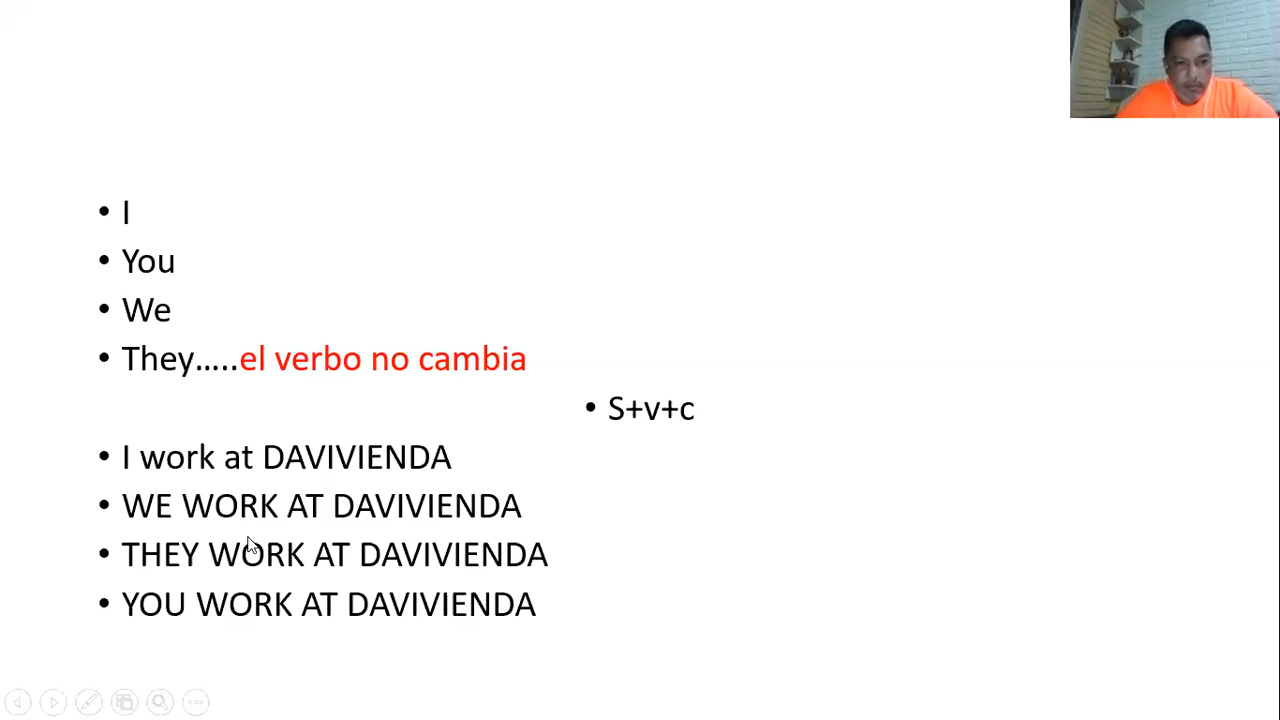 I
You
We
They…..el verbo no cambia
S+v+c
I work at DAVIVIENDA
WE WORK AT DAVIVIENDA
THEY WORK AT DAVIVIENDA
YOU WORK AT DAVIVIENDA